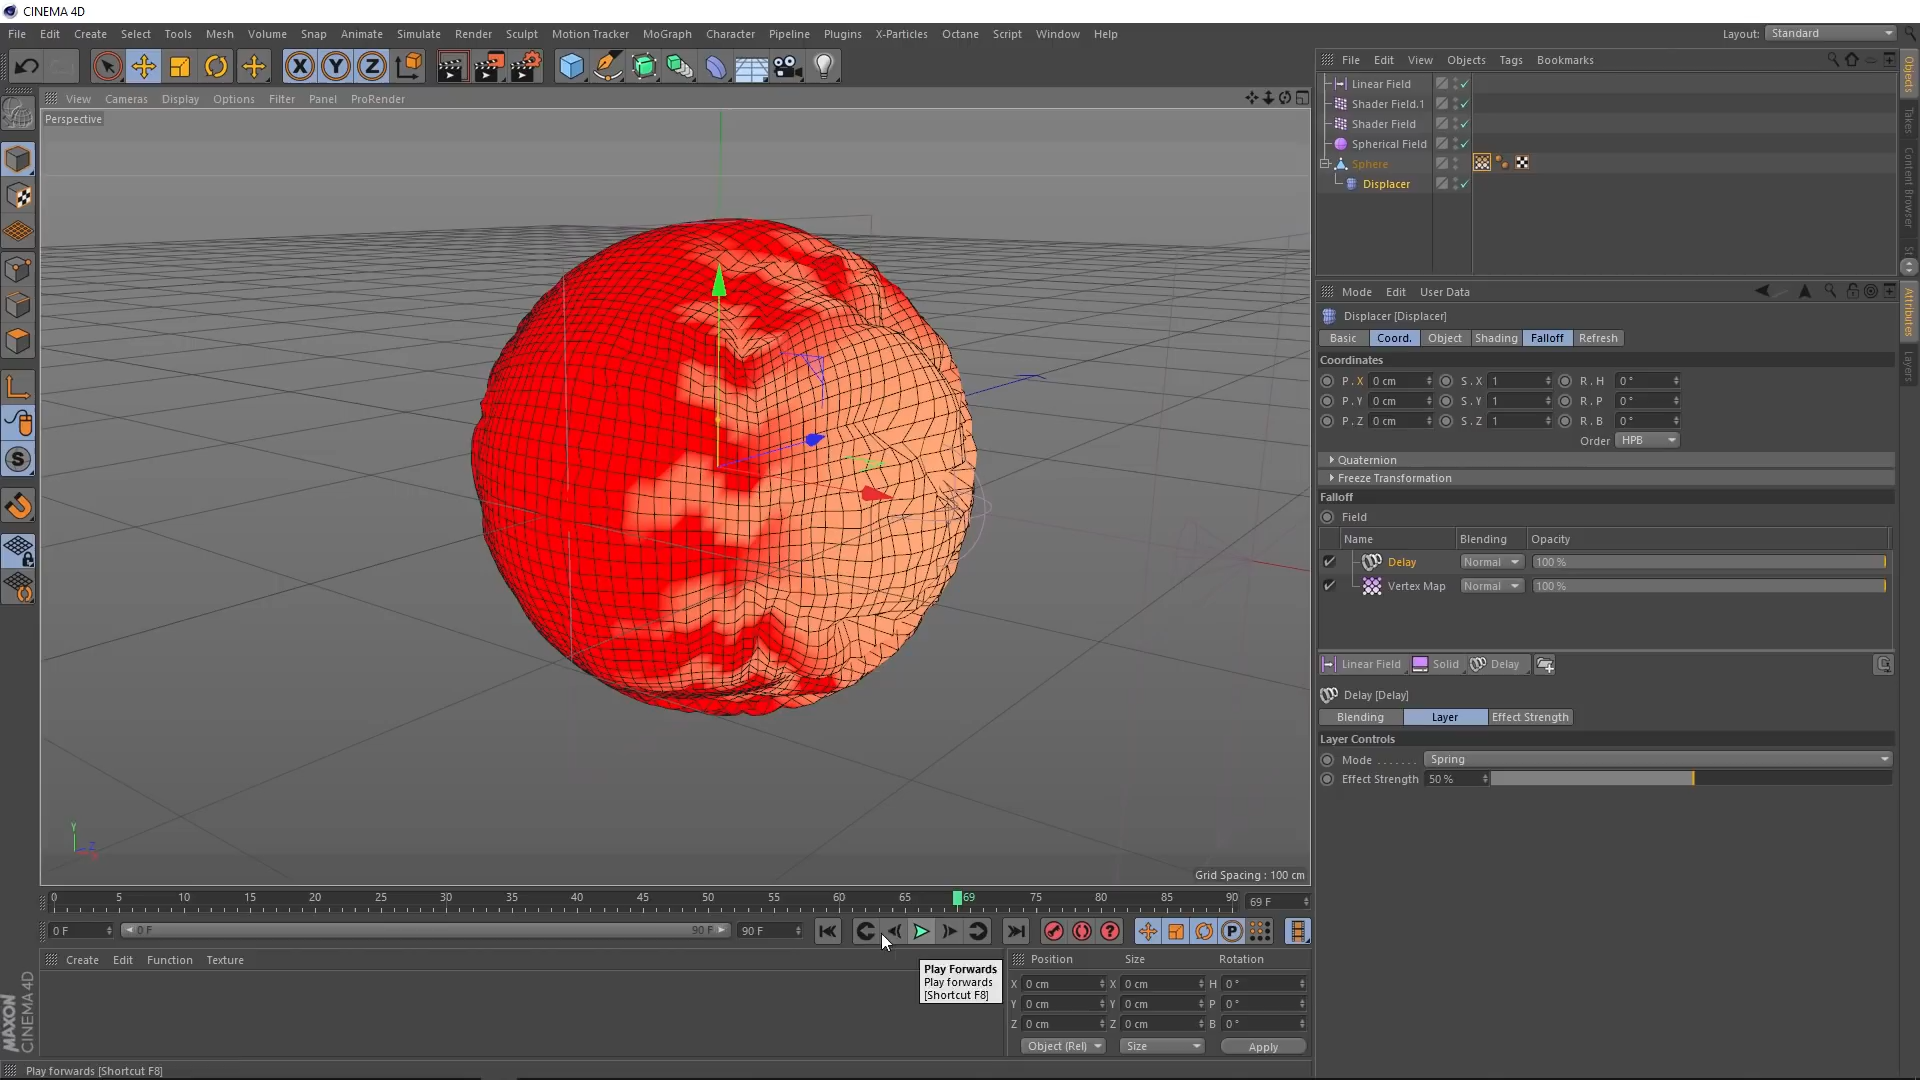 CINEMA 4D
File Edit Create Select Tools Mesh Volume Snap Animate Simulate Render Sculpt Motion Tracker MoGraph Character Pipeline Plugins X-Particles Octane Script Window Help
Layout: Standard
X Y Z
File Edit View Objects Tags Bookmarks
View Cameras Display Options Filter Panel ProRender
Perspective
Linear Field
Shader Field.1
Shader Field
Spherical Field
Sphere
Displacer
Objects
Takes
Content Browser
Attributes
Layers
Mode Edit User Data
Displacer [Displacer]
Basic Coord. Object Shading Falloff Refresh
Coordinates
P . X 0 cm S . X 1 R . H 0 °
P . Y 0 cm S . Y 1 R . P 0 °
P . Z 0 cm S . Z 1 R . B 0 °
Order HPB
Quaternion
Freeze Transformation
Falloff
Field
Name Blending Opacity
Delay Normal 100 %
Vertex Map Normal 100 %
Linear Field Solid Delay
Delay [Delay]
Blending Layer Effect Strength
Layer Controls
Mode . . . . . . . Spring
Effect Strength 50 %
Y
Z
Grid Spacing : 100 cm
0 5 10 15 20 25 30 35 40 45 50 55 60 65 69 75 80 85 90 69 F
0 F 0 F 90 F 90 F
Create Edit Function Texture
Play Forwards
Play forwards
[Shortcut F8]
Position Size Rotation
X 0 cm X 0 cm H 0 °
Y 0 cm Y 0 cm P 0 °
Z 0 cm Z 0 cm B 0 °
Object (Rel) Size Apply
MAXON
CINEMA 4D
Play forwards [Shortcut F8]